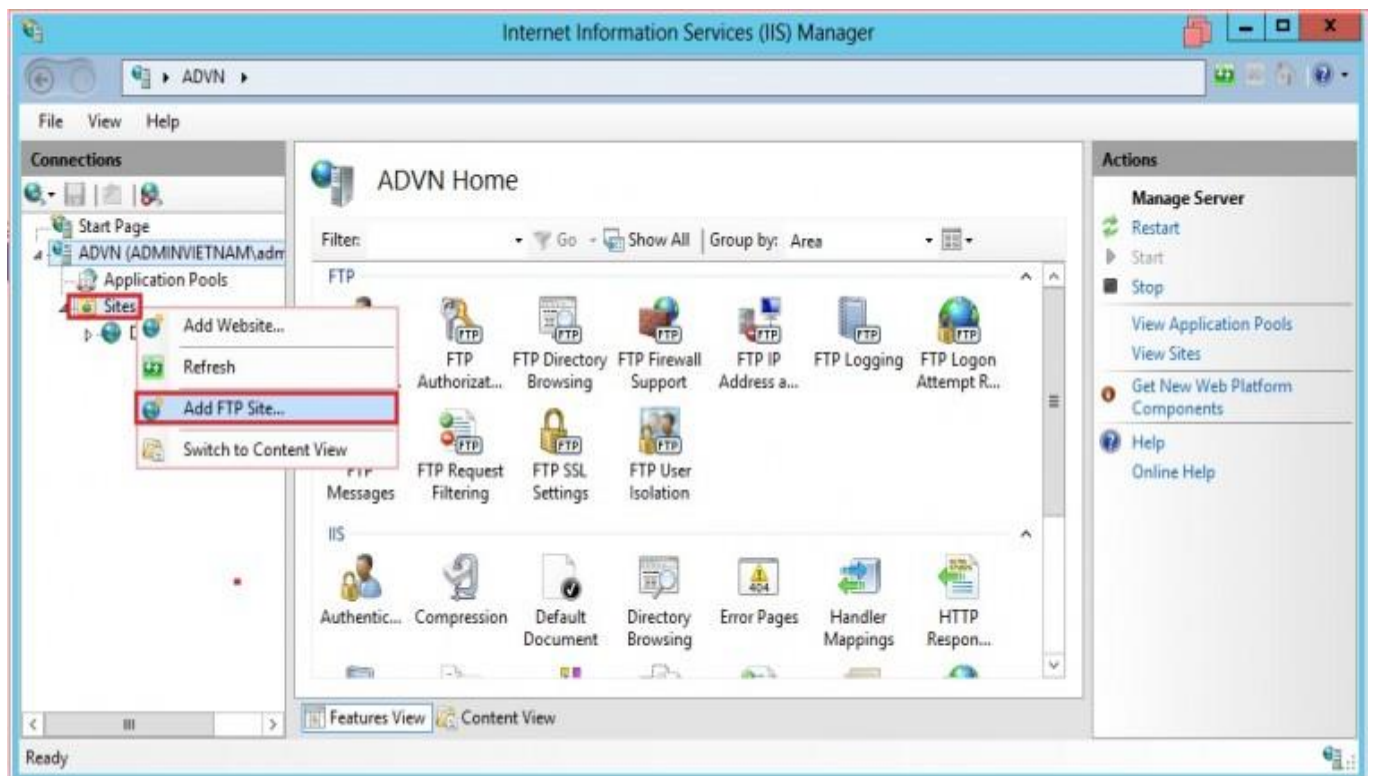 Internet Information Services (IIS) Manager
ADVN
File View Help
Connections
Start Page
ADVN (ADMINVIETNAM\adm
Application Pools
Sites
D
Add Website...
Refresh
Add FTP Site...
Switch to Content View
ADVN Home
Filter: Go Show All Group by: Area
FTP
FTP Authorizat...
FTP Directory Browsing
FTP Firewall Support
FTP IP Address a...
FTP Logging
FTP Logon Attempt R...
FTP Messages
FTP Request Filtering
FTP SSL Settings
FTP User Isolation
IIS
Authentic...
Compression
Default Document
Directory Browsing
Error Pages
Handler Mappings
HTTP Respon...
Features View Content View
Actions
Manage Server
Restart
Start
Stop
View Application Pools
View Sites
Get New Web Platform
Components
Help
Online Help
Ready